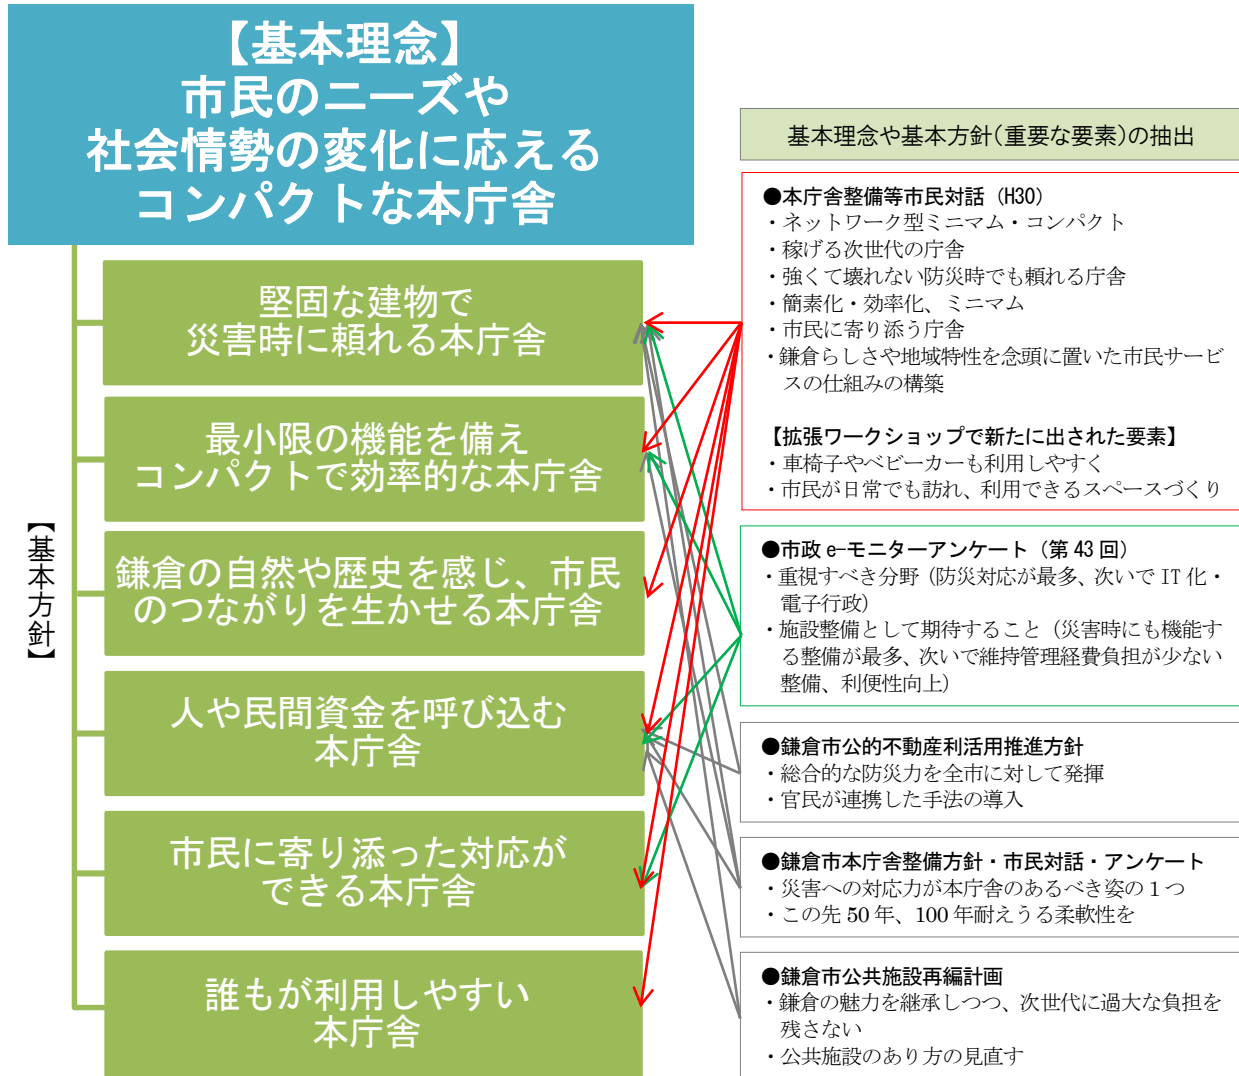 【基本理念】
市民のニーズや
社会情勢の変化に応える
コンパクトな本庁舎
【基本方針】
堅固な建物で
災害時に頼れる本庁舎
最小限の機能を備え
コンパクトで効率的な本庁舎
鎌倉の自然や歴史を感じ、市民
のつながりを生かせる本庁舎
人や民間資金を呼び込む
本庁舎
市民に寄り添った対応が
できる本庁舎
誰もが利用しやすい
本庁舎
基本理念や基本方針(重要な要素)の抽出
●本庁舎整備等市民対話（H30）
・ネットワーク型ミニマム・コンパクト
・稼げる次世代の庁舎
・強くて壊れない防災時でも頼れる庁舎
・簡素化・効率化、ミニマム
・市民に寄り添う庁舎
・鎌倉らしさや地域特性を念頭に置いた市民サービ
スの仕組みの構築
【拡張ワークショップで新たに出された要素】
・車椅子やベビーカーも利用しやすく
・市民が日常でも訪れ、利用できるスペースづくり
●市政 e-モニターアンケート（第 43 回）
・重視すべき分野（防災対応が最多、次いで IT 化・
電子行政）
・施設整備として期待すること（災害時にも機能す
る整備が最多、次いで維持管理経費負担が少ない
整備、利便性向上）
●鎌倉市公的不動産利活用推進方針
・総合的な防災力を全市に対して発揮
・官民が連携した手法の導入
●鎌倉市本庁舎整備方針・市民対話・アンケート
・災害への対応力が本庁舎のあるべき姿の１つ
・この先 50 年、100 年耐えうる柔軟性を
●鎌倉市公共施設再編計画
・鎌倉の魅力を継承しつつ、次世代に過大な負担を
残さない
・公共施設のあり方の見直す